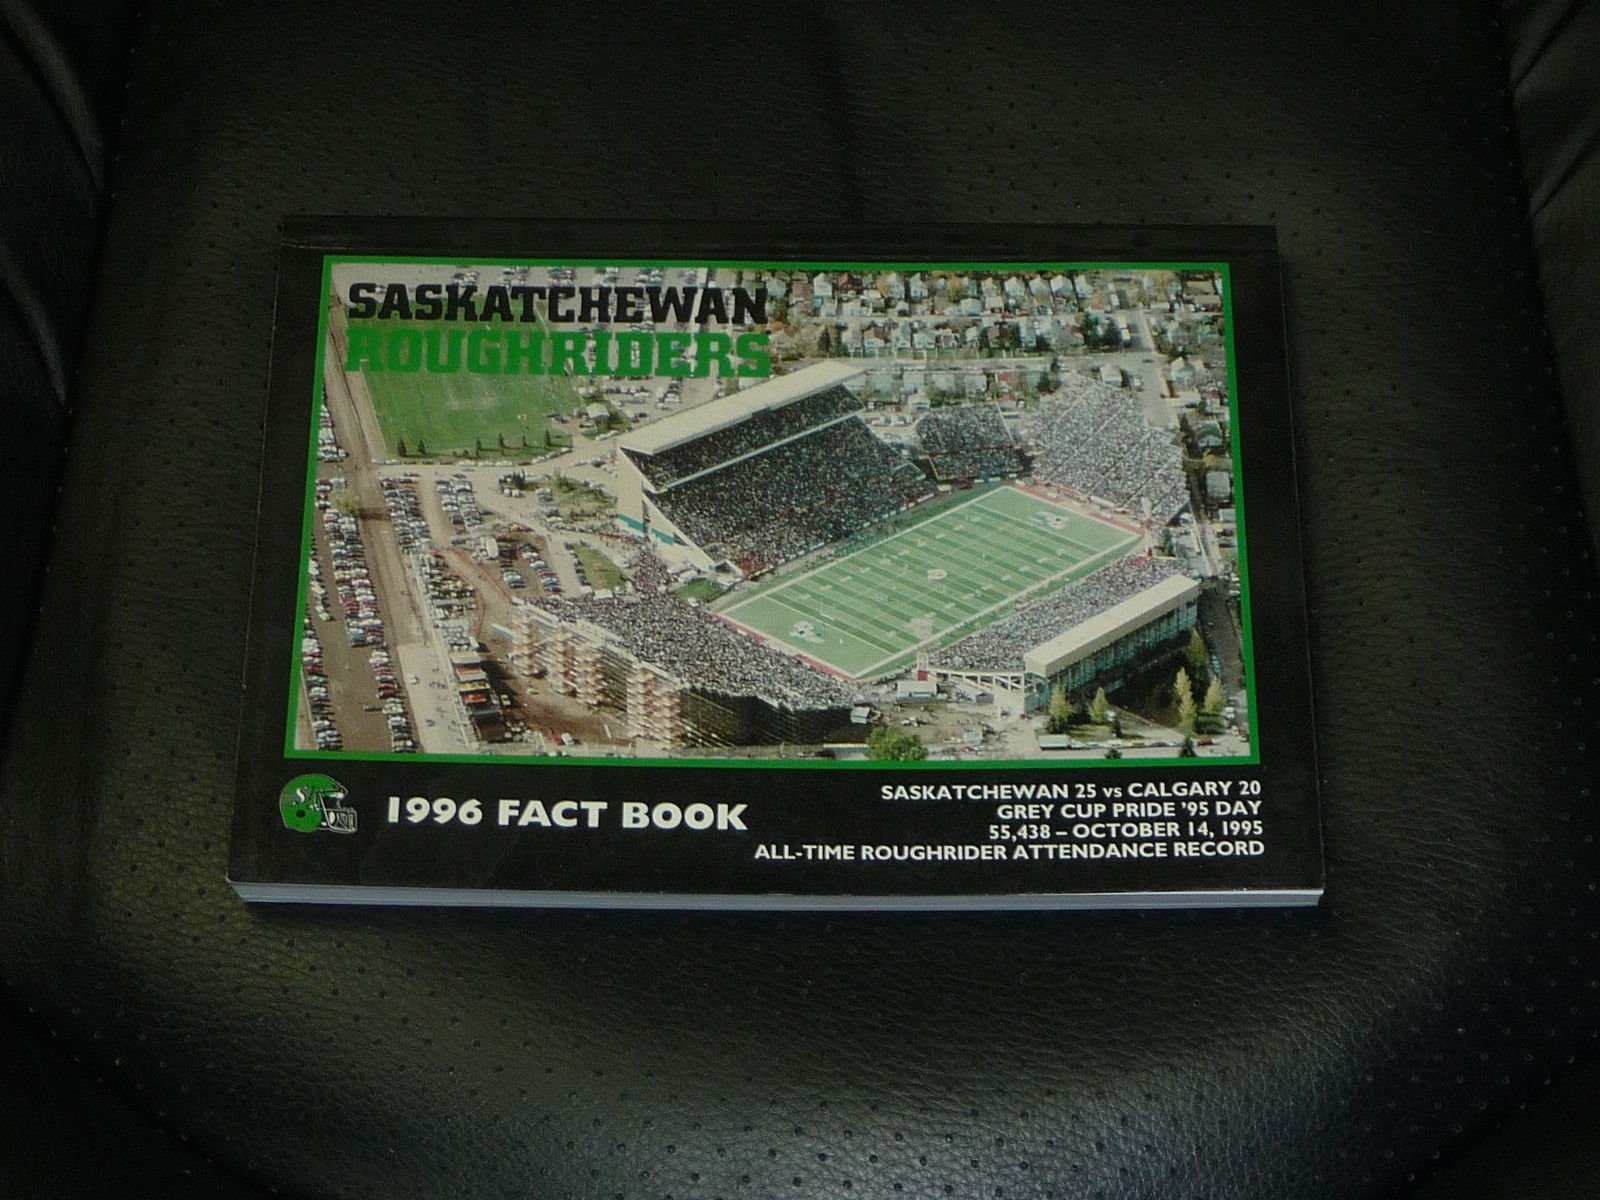 SASKATCHEWAN
ROUGHRIDERS
1996 FACT BOOK
SASKATCHEWAN 25 vs CALGARY 20
GREY CUP PRIDE '95 DAY
55,438 – OCTOBER 14, 1995
ALL-TIME ROUGHRIDER ATTENDANCE RECORD